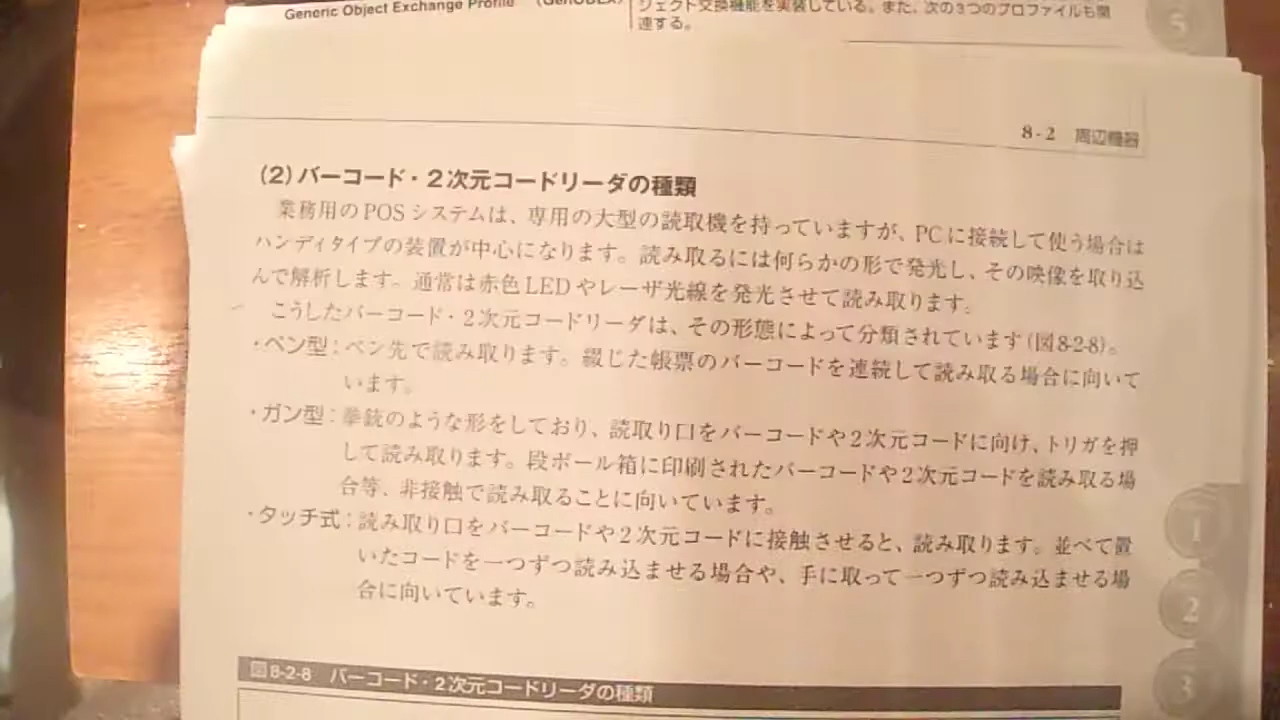 Generic Object Exchange Profile （GenOBEX）
ジェクト交換機能を実装している。また、次の3つのプロファイルも関
連する。
5
8-2 周辺機器
（2）バーコード・2次元コードリーダの種類
業務用のPOSシステムは、専用の大型の読取機を持っていますが、PCに接続して使う場合は
ハンディタイプの装置が中心になります。読み取るには何らかの形で発光し、その映像を取り込
んで解析します。通常は赤色LEDやレーザ光線を発光させて読み取ります。
こうしたバーコード・2次元コードリーダは、その形態によって分類されています（図8-2-8）。
・ペン型：ペン先で読み取ります。綴じた帳票のバーコードを連続して読み取る場合に向いて
います。
・ガン型：拳銃のような形をしており、読取り口をバーコードや2次元コードに向け、トリガを押
して読み取ります。段ボール箱に印刷されたバーコードや2次元コードを読み取る場
合等、非接触で読み取ることに向いています。
・タッチ式：読み取り口をバーコードや2次元コードに接触させると、読み取ります。並べて置
いたコードを一つずつ読み込ませる場合や、手に取って一つずつ読み込ませる場
合に向いています。
1
2
3
図8-2-8 バーコード・2次元コードリーダの種類